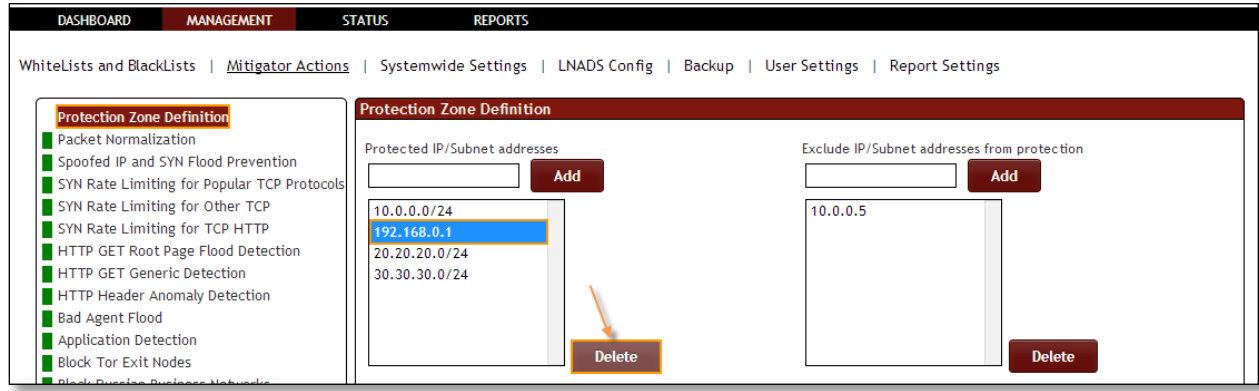 DASHBOARD MANAGEMENT STATUS REPORTS
WhiteLists and BlackLists | Mitigator Actions | Systemwide Settings | LNADS Config | Backup | User Settings | Report Settings
Protection Zone Definition
Packet Normalization
Spoofed IP and SYN Flood Prevention
SYN Rate Limiting for Popular TCP Protocols
SYN Rate Limiting for Other TCP
SYN Rate Limiting for TCP HTTP
HTTP GET Root Page Flood Detection
HTTP GET Generic Detection
HTTP Header Anomaly Detection
Bad Agent Flood
Application Detection
Block Tor Exit Nodes
Block Russian Business Networks
Protection Zone Definition
Protected IP/Subnet addresses
Add
10.0.0.0/24
192.168.0.1
20.20.20.0/24
30.30.30.0/24
Delete
Exclude IP/Subnet addresses from protection
Add
10.0.0.5
Delete